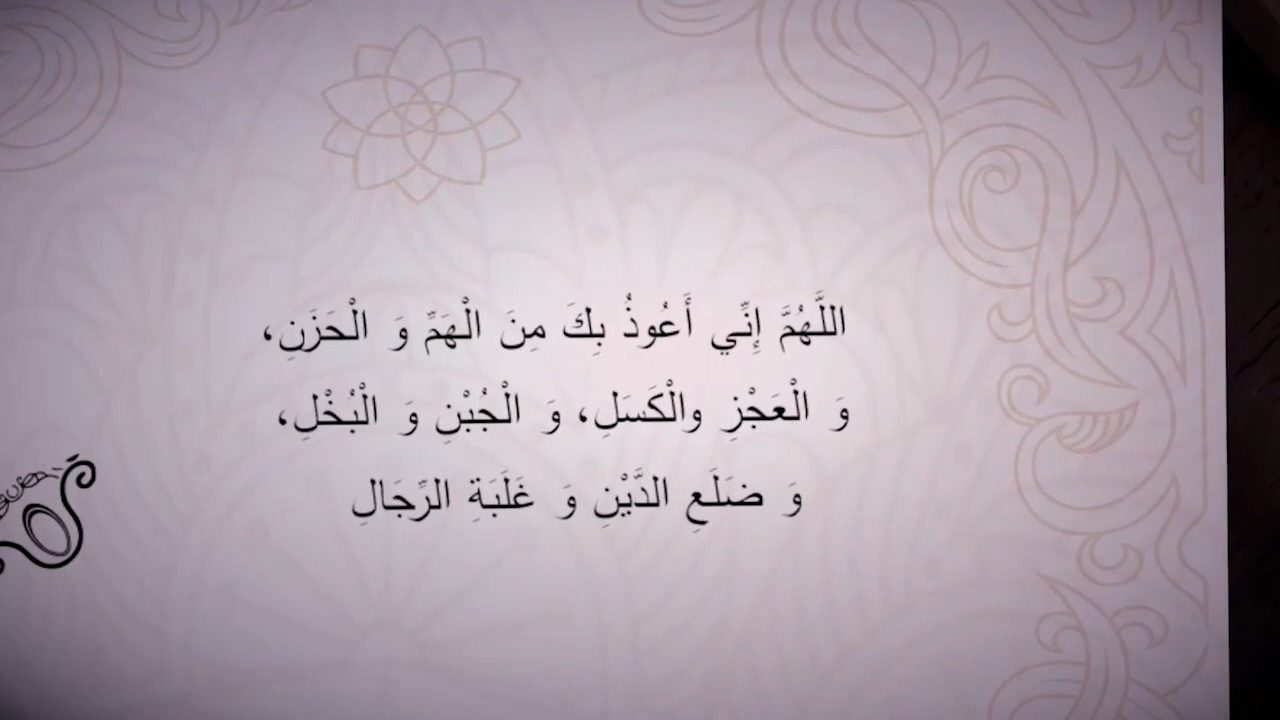 اللَّهُمَّ إِنِّي أَعُوذُ بِكَ مِنَ الْهَمِّ وَ الْحَزَنِ،
وَ الْعَجْزِ والْكَسَلِ، وَ الْجُبْنِ وَ الْبُخْلِ،
وَ ضَلَعِ الدَّيْنِ وَ غَلَبَةِ الرِّجَالِ